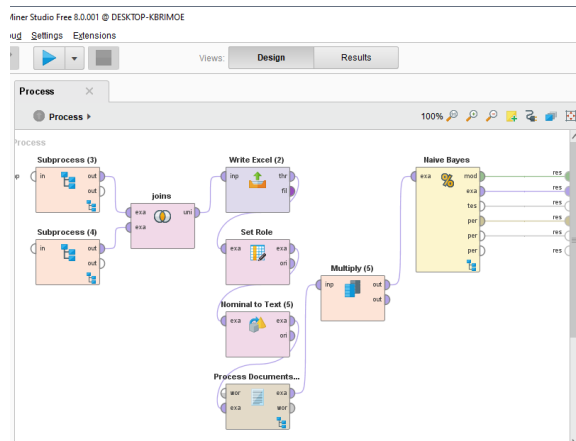 Miner Studio Free 8.0.001 @ DESKTOP-KBRIMOE
oud Settings Extensions
Views: Design Results
Process
Process
100%
Process
Subprocess (3)
in out
out
Subprocess (4)
in out
out
joins
exa uni
exa
Write Excel (2)
inp thr
fil
Set Role
exa exa
ori
Nominal to Text (5)
exa exa
ori
Process Documents...
wor exa
exa wor
Multiply (5)
inp out
out
Naive Bayes
exa mod
exa
tes
per
per
per
res
res
res
res
res